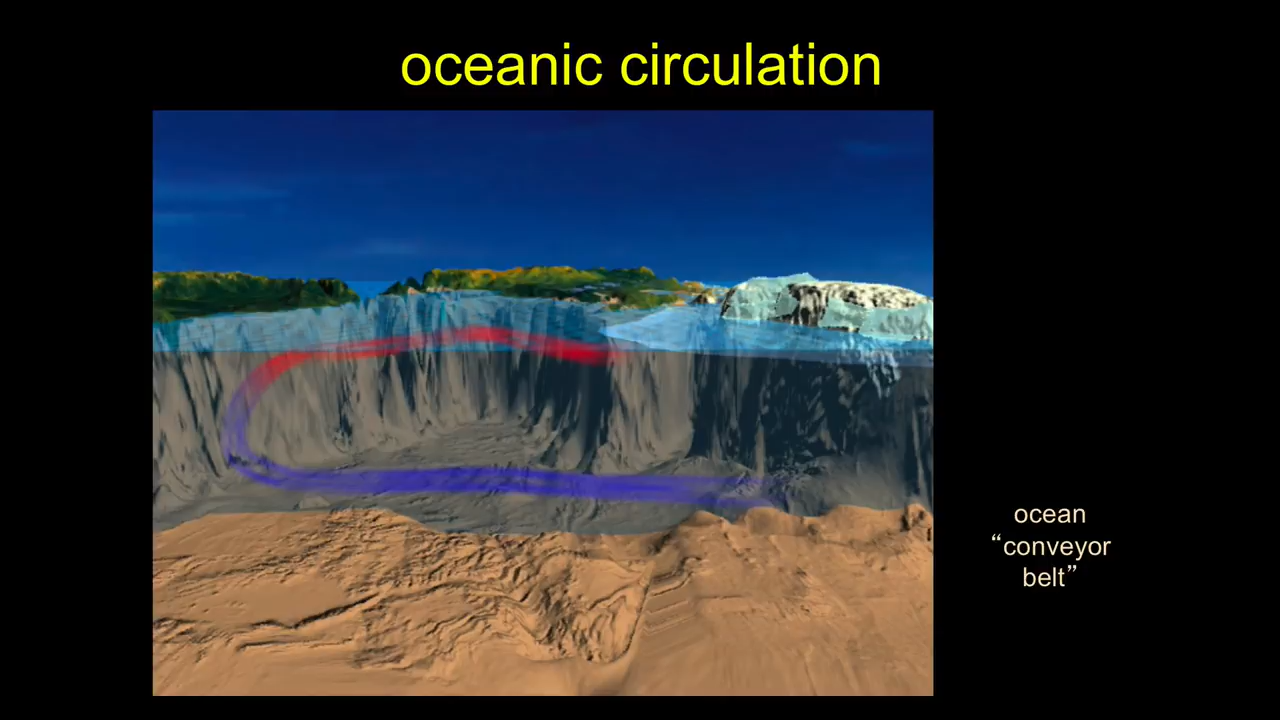 oceanic circulation
ocean
“conveyor
belt”